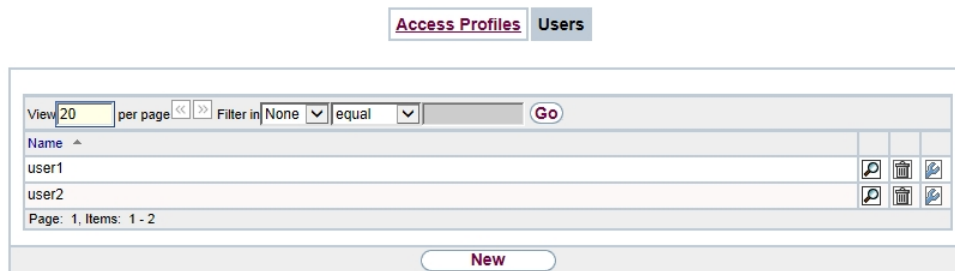 Access Profiles Users
View 20 per page << >> Filter in None equal Go
Name
user1
user2
Page: 1, Items: 1 - 2
New